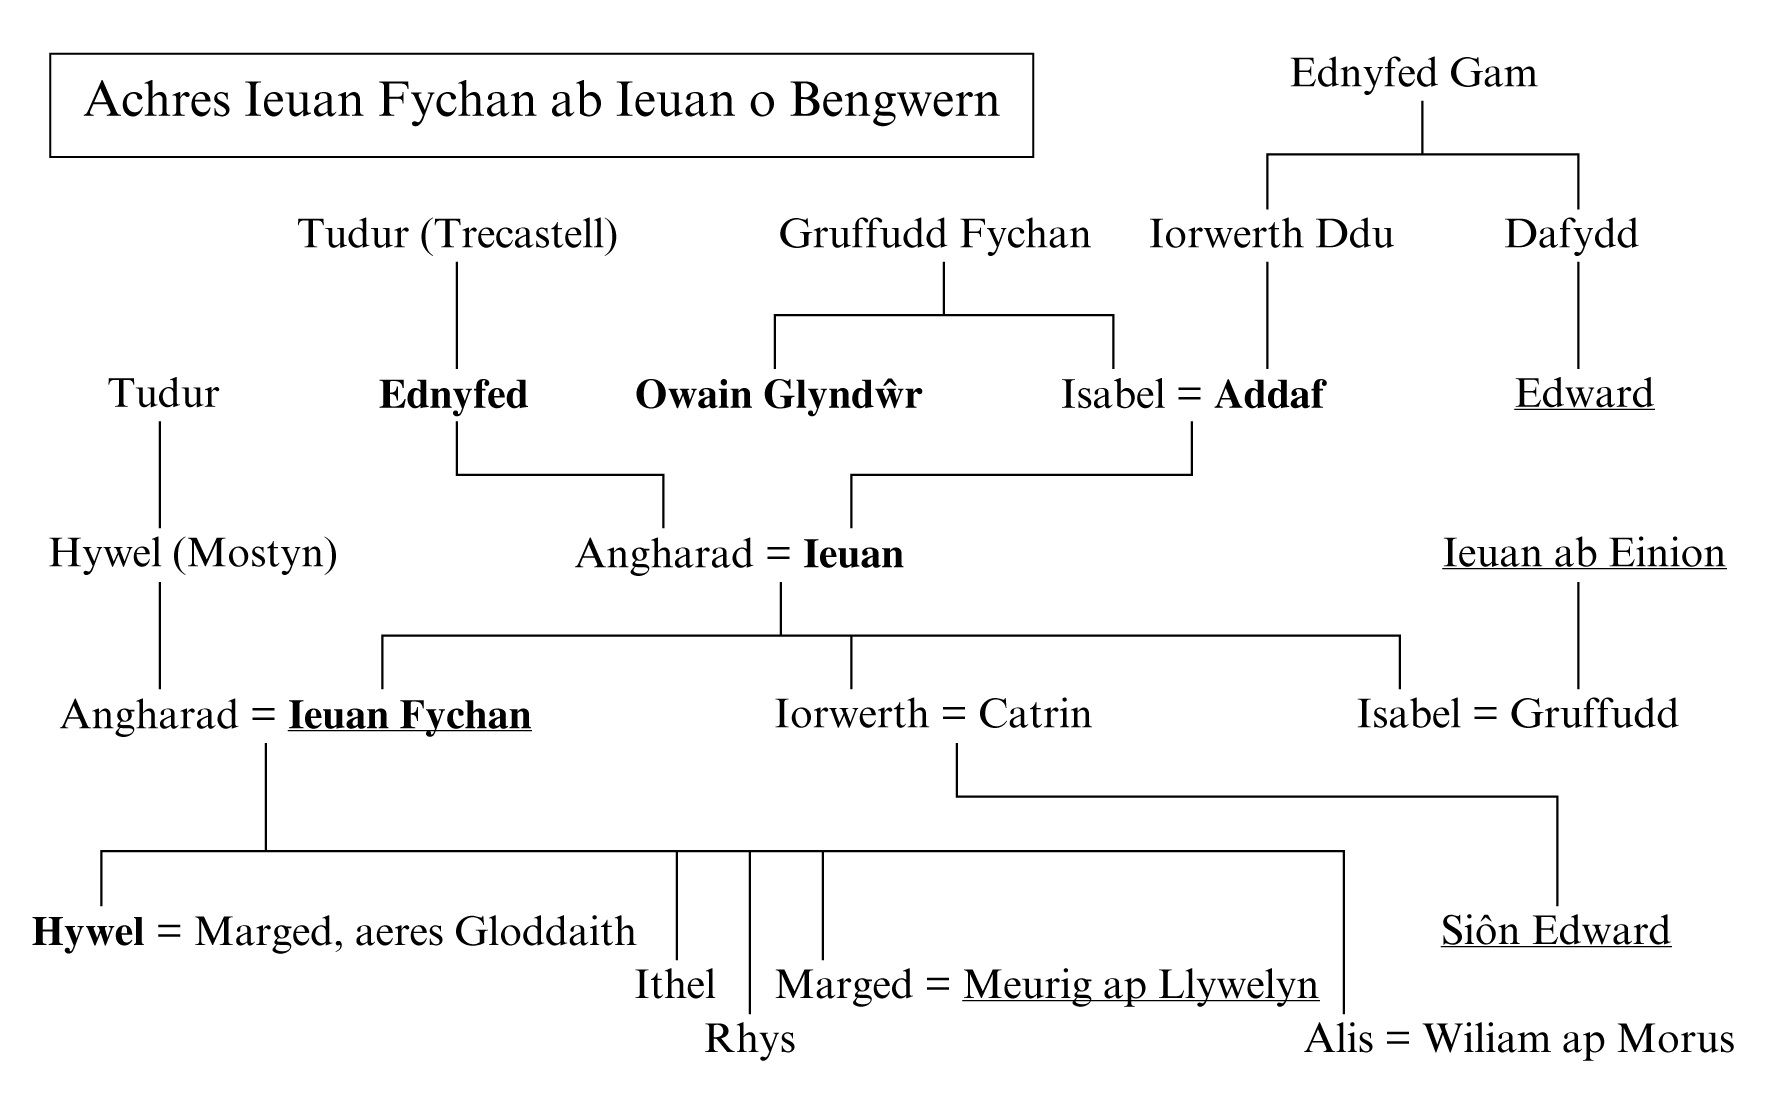 Achres Ieuan Fychan ab Ieuan o Bengwern
Ednyfed Gam
Tudur (Trecastell)
Gruffudd Fychan
Iorwerth Ddu
Dafydd
Tudur
Ednyfed
Owain Glyndŵr
Isabel = Addaf
Edward
Hywel (Mostyn)
Angharad = Ieuan
Ieuan ab Einion
Angharad = Ieuan Fychan
Iorwerth = Catrin
Isabel = Gruffudd
Hywel = Marged, aeres Gloddaith
Siôn Edward
Ithel
Marged = Meurig ap Llywelyn
Rhys
Alis = Wiliam ap Morus